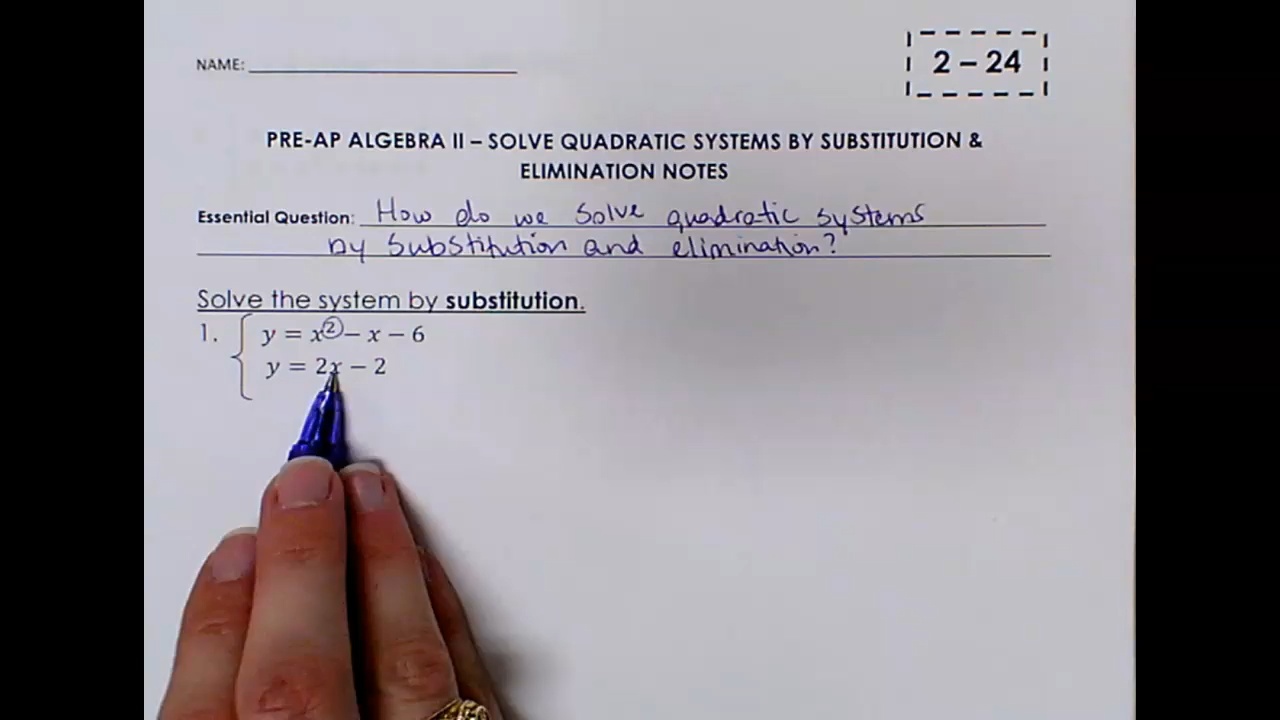 NAME:
2 – 24
PRE-AP ALGEBRA II – SOLVE QUADRATIC SYSTEMS BY SUBSTITUTION &
ELIMINATION NOTES
Essential Question: How do we solve quadratic systems
by substitution and elimination?
Solve the system by substitution.
1. { y = x² – x – 6
y = 2x – 2